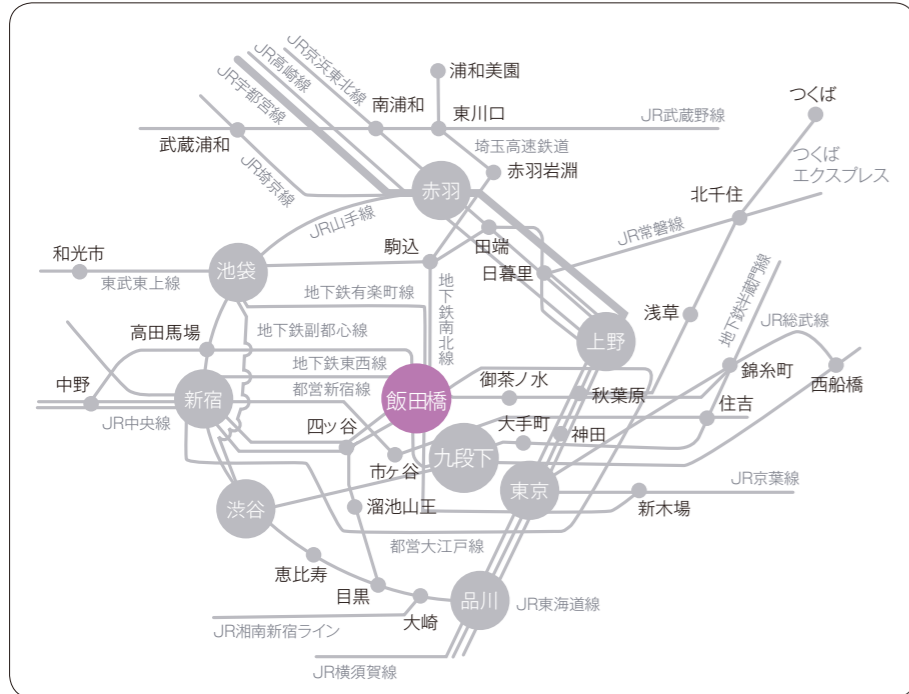 浦和美園
JR京浜東北線
JR高崎線
JR宇都宮線
つくば
南浦和
東川口
JR武蔵野線
武蔵浦和
埼玉高速鉄道
つくば
エクスプレス
JR埼京線
赤羽岩淵
赤羽
北千住
JR山手線
JR常磐線
駒込
田端
和光市
池袋
日暮里
東武東上線
地下鉄有楽町線
地下鉄南北線
地下鉄半蔵門線
浅草
JR総武線
高田馬場
地下鉄副都心線
上野
地下鉄東西線
錦糸町
西船橋
中野
新宿
都営新宿線
飯田橋
御茶ノ水
秋葉原
住吉
JR中央線
四ッ谷
大手町
神田
市ヶ谷
九段下
東京
JR京葉線
渋谷
溜池山王
新木場
都営大江戸線
恵比寿
目黒
品川
JR東海道線
大崎
JR湘南新宿ライン
JR横須賀線